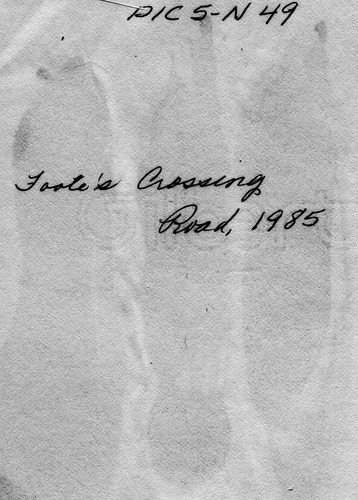 PIC 5-N 49
Foote's Crossing
Road, 1985